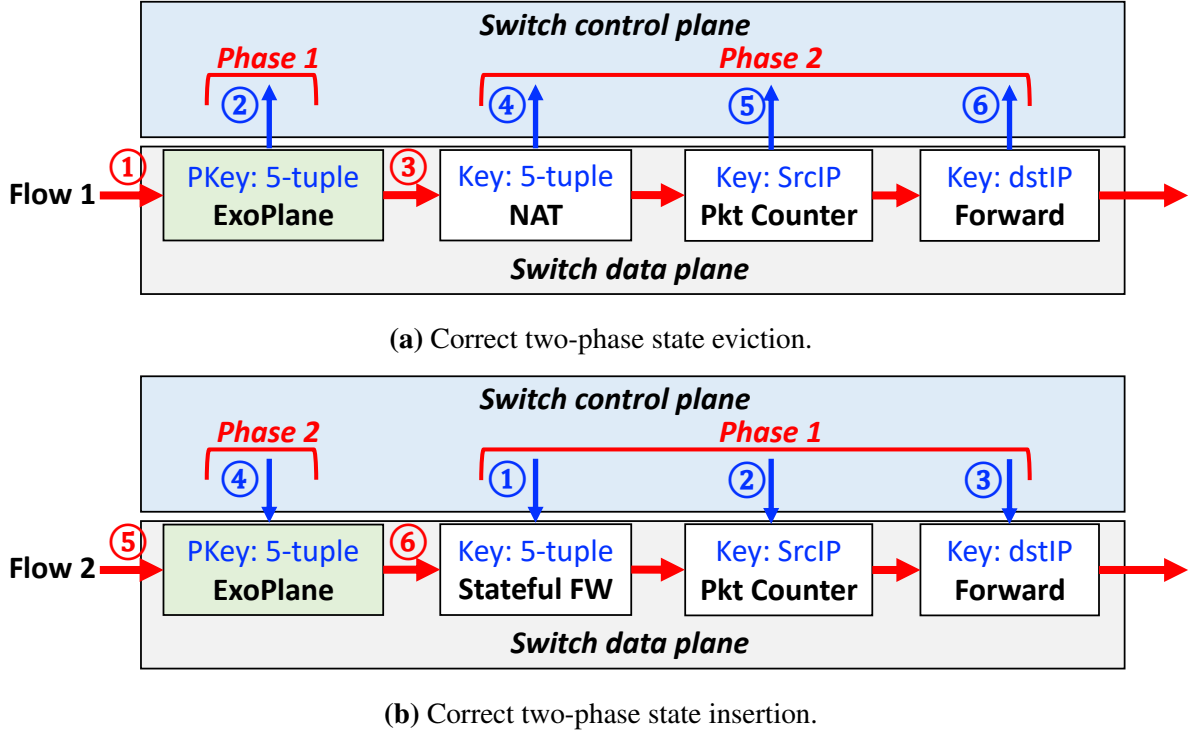 Switch control plane
Phase 1 Phase 2
② ④ ⑤ ⑥
① ③
Flow 1
PKey: 5-tuple Key: 5-tuple Key: SrcIP Key: dstIP
ExoPlane NAT Pkt Counter Forward
Switch data plane
(a) Correct two-phase state eviction.
Switch control plane
Phase 2 Phase 1
④ ① ② ③
⑤ ⑥
Flow 2
PKey: 5-tuple Key: 5-tuple Key: SrcIP Key: dstIP
ExoPlane Stateful FW Pkt Counter Forward
Switch data plane
(b) Correct two-phase state insertion.